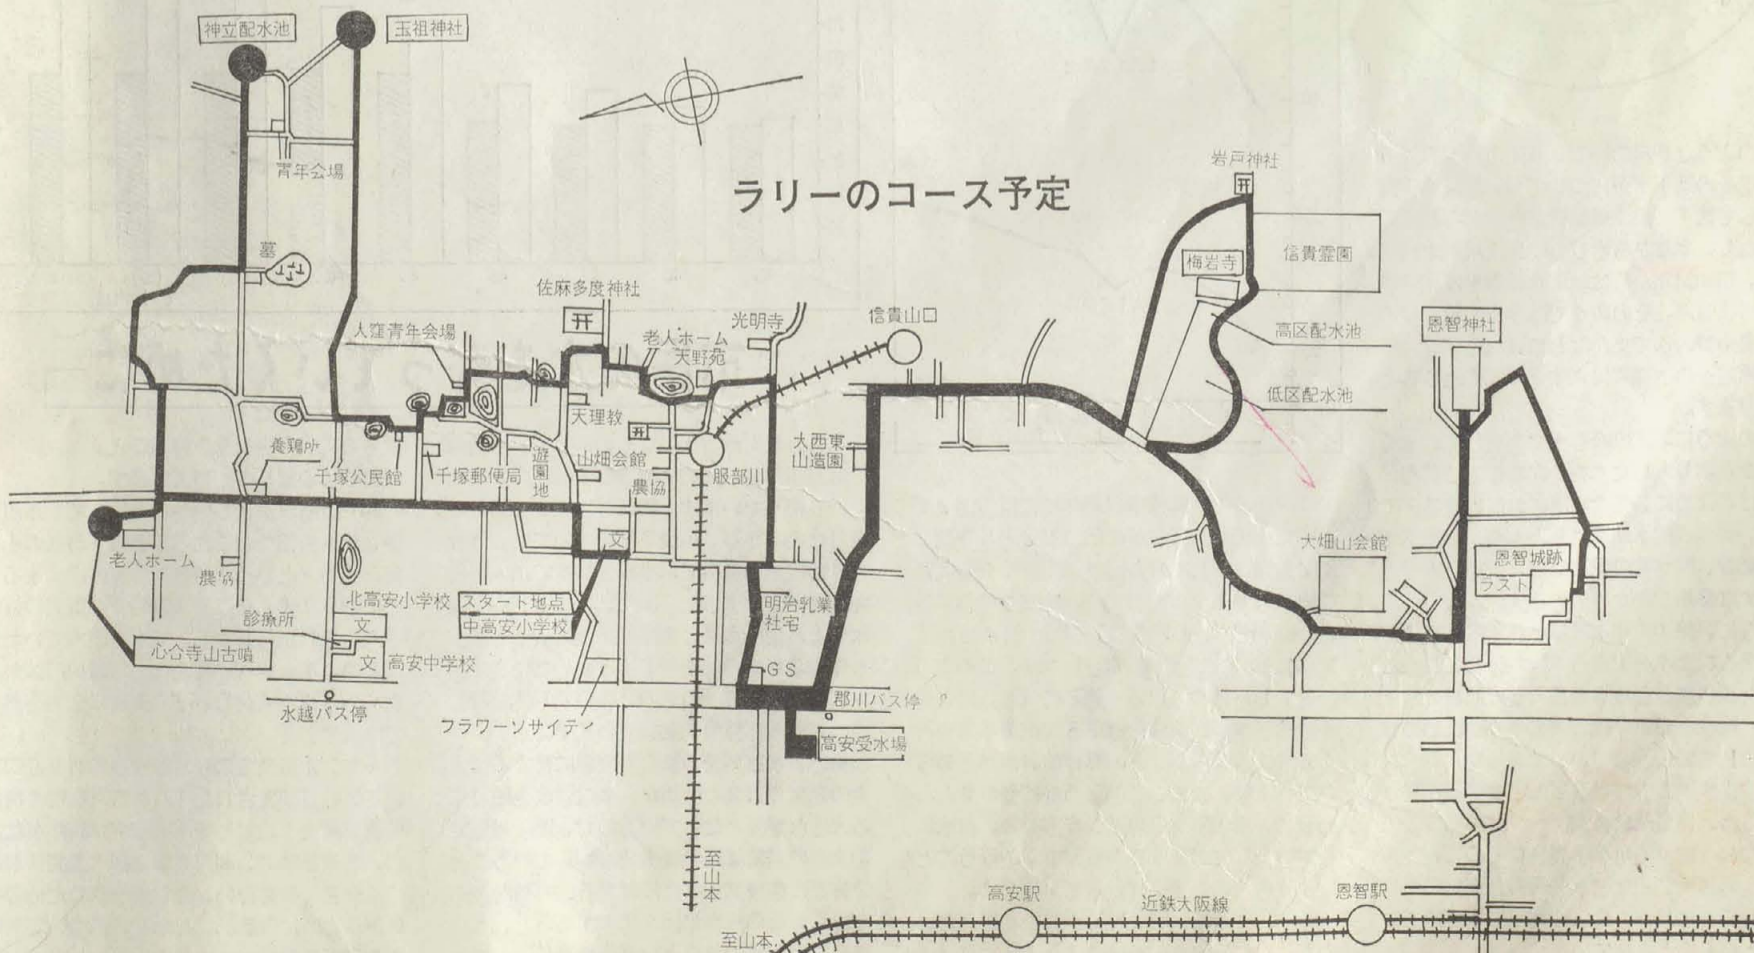 神立配水池
玉祖神社
青年会場
墓
ラリーのコース予定
岩戸神社
信貴霊園
梅岩寺
高区配水池
低区配水池
恩智神社
佐麻多度神社
大窪青年会場
老人ホーム
天野苑
光明寺
信貴山口
天理教
山畑会館
農協
服部川
大西東
山造園
養鶏所
千塚公民館
千塚郵便局
遊園地
文
大畑山会館
恩智城跡
ラスト
老人ホーム
農協
北高安小学校
文
スタート地点
中高安小学校
明治乳業
社宅
診療所
文
高安中学校
心合寺山古墳
GS
水越バス停
フラワーソサイティ
郡川バス停
高安受水場
至山本
高安駅
近鉄大阪線
恩智駅
至山本